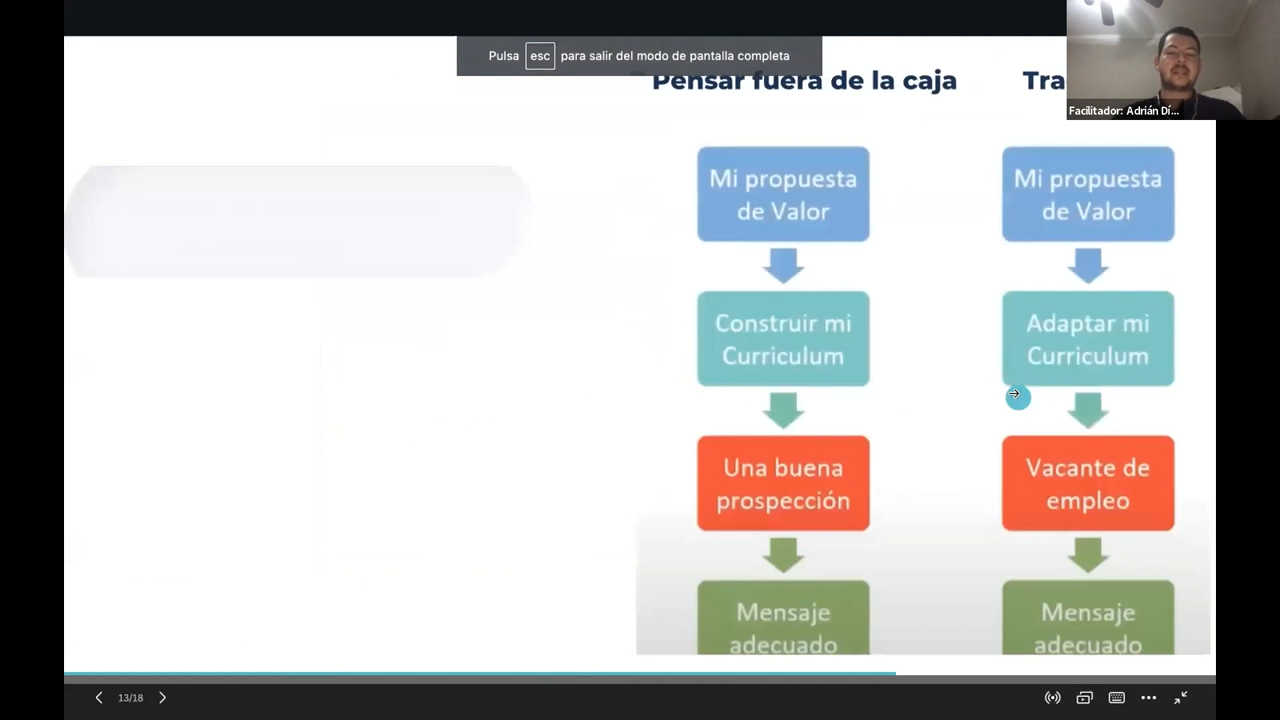 Pulsa esc para salir del modo de pantalla completa
Pensar fuera de la caja
Tra
Facilitador: Adrián Dí...
Mi propuesta
de Valor
Construir mi
Curriculum
Una buena
prospección
Mensaje
adecuado
Mi propuesta
de Valor
Adaptar mi
Curriculum
Vacante de
empleo
Mensaje
adecuado
13/18